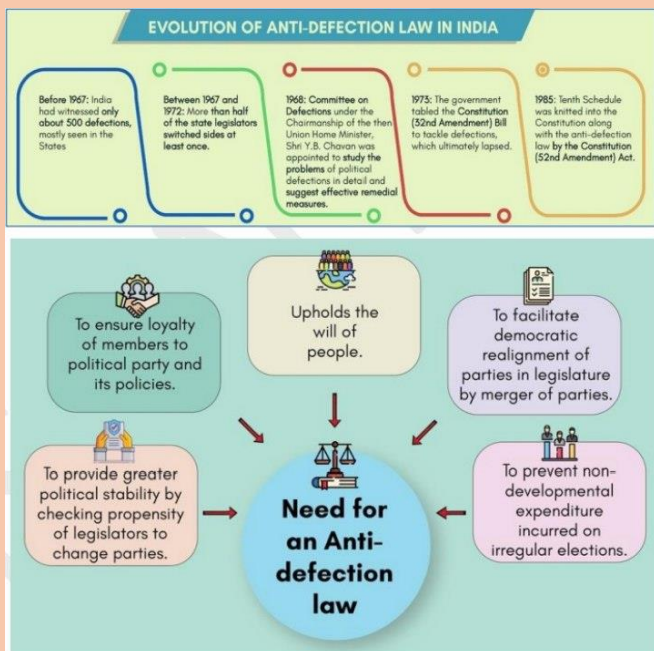 EVOLUTION OF ANTI-DEFECTION LAW IN INDIA
Before 1967: India
had witnessed only
about 500 defections,
mostly seen in the
States
Between 1967 and
1972: More than half
of the state legislators
switched sides at
least once.
1968: Committee on
Defections under the
Chairmanship of the then
Union Home Minister,
Shri Y.B. Chavan was
appointed to study the
problems of political
defections in detail and
suggest effective remedial
measures.
1973: The government
tabled the Constitution
(32nd Amendment) Bill
to tackle defections,
which ultimately lapsed.
1985: Tenth Schedule
was knitted into the
Constitution along
with the anti-defection
law by the Constitution
(52nd Amendment) Act.
To ensure loyalty
of members to
political party and
its policies.
Upholds the
will of
people.
To facilitate
democratic
realignment of
parties in legislature
by merger of parties.
To provide greater
political stability by
checking propensity
of legislators to
change parties.
Need for
an Anti-
defection
law
To prevent non-
developmental
expenditure
incurred on
irregular elections.